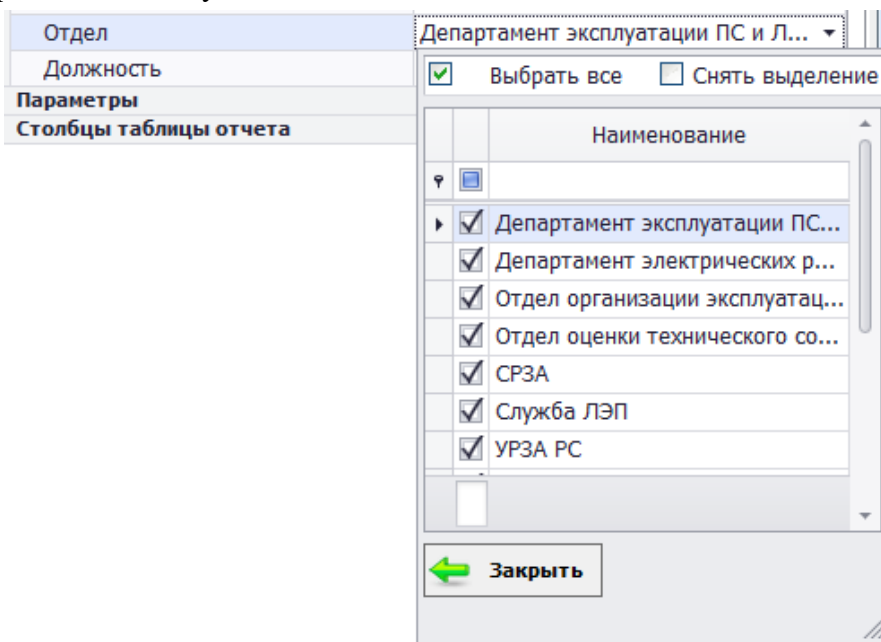 Отдел
Департамент эксплуатации ПС и Л...
Должность
Выбрать все
Снять выделение
Параметры
Столбцы таблицы отчета
Наименование
Департамент эксплуатации ПС...
Департамент электрических р...
Отдел организации эксплуатац...
Отдел оценки технического со...
СРЗА
Служба ЛЭП
УРЗА РС
Закрыть